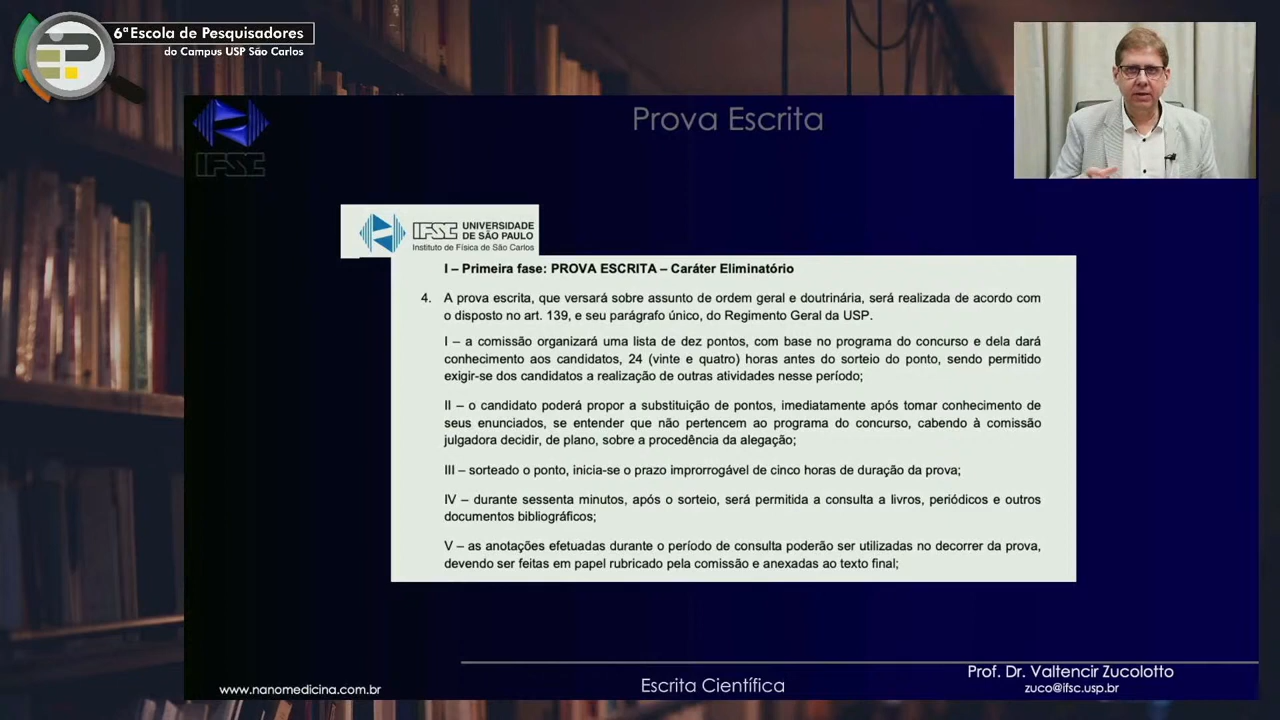 6ª Escola de Pesquisadores
do Campus USP São Carlos
Prova Escrita
IFSC
IFSC UNIVERSIDADE
DE SÃO PAULO
Instituto de Física de São Carlos
I – Primeira fase: PROVA ESCRITA – Caráter Eliminatório
4. A prova escrita, que versará sobre assunto de ordem geral e doutrinária, será realizada de acordo com
o disposto no art. 139, e seu parágrafo único, do Regimento Geral da USP.
I – a comissão organizará uma lista de dez pontos, com base no programa do concurso e dela dará
conhecimento aos candidatos, 24 (vinte e quatro) horas antes do sorteio do ponto, sendo permitido
exigir-se dos candidatos a realização de outras atividades nesse período;
II – o candidato poderá propor a substituição de pontos, imediatamente após tomar conhecimento de
seus enunciados, se entender que não pertencem ao programa do concurso, cabendo à comissão
julgadora decidir, de plano, sobre a procedência da alegação;
III – sorteado o ponto, inicia-se o prazo improrrogável de cinco horas de duração da prova;
IV – durante sessenta minutos, após o sorteio, será permitida a consulta a livros, periódicos e outros
documentos bibliográficos;
V – as anotações efetuadas durante o período de consulta poderão ser utilizadas no decorrer da prova,
devendo ser feitas em papel rubricado pela comissão e anexadas ao texto final;
www.nanomedicina.com.br
Escrita Científica
Prof. Dr. Valtencir Zucolotto
zuco@ifsc.usp.br